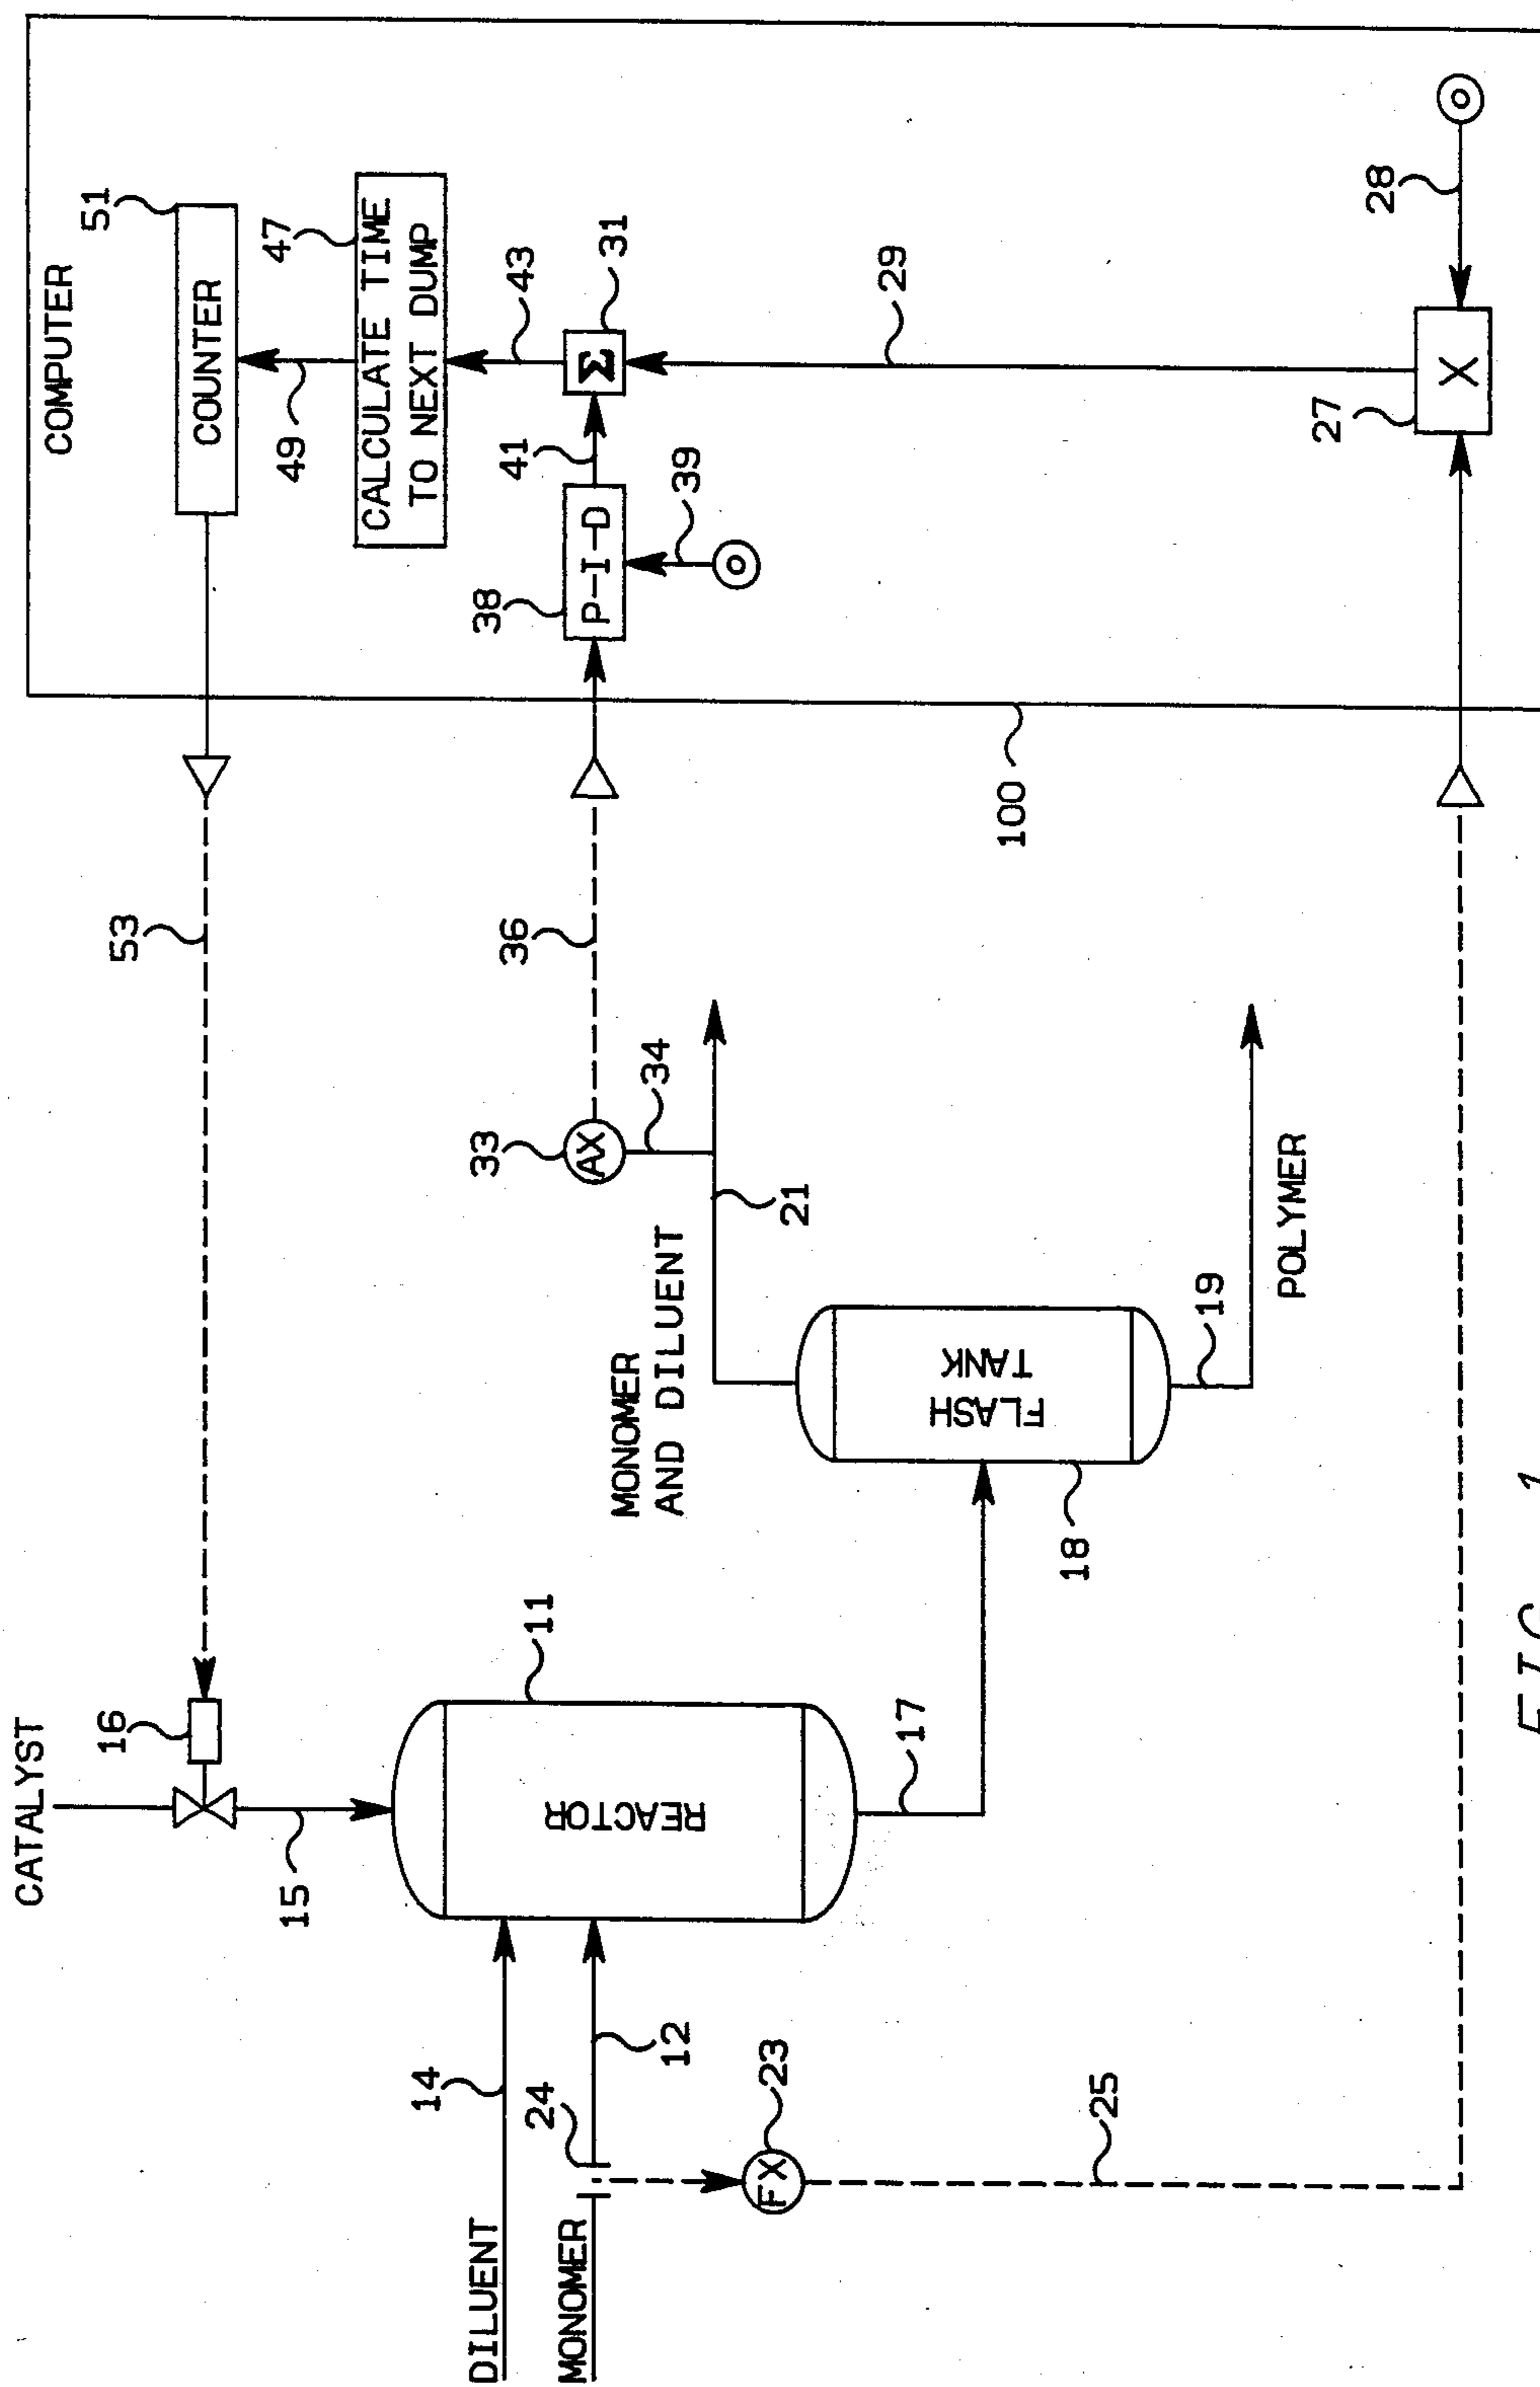 COMPUTER
CATALYST
16
53
51
COUNTER
15
49
47
CALCULATE TIME
TO NEXT DUMP
14
DILUENT
24
MONOMER
12
11
REACTOR
33
AX
34
36
38
P-I-D
41
39
Σ
31
43
MONOMER
AND DILUENT
21
23
FX
17
FLASH
TANK
18
100
29
25
19
POLYMER
27
X
28
FIG. 1